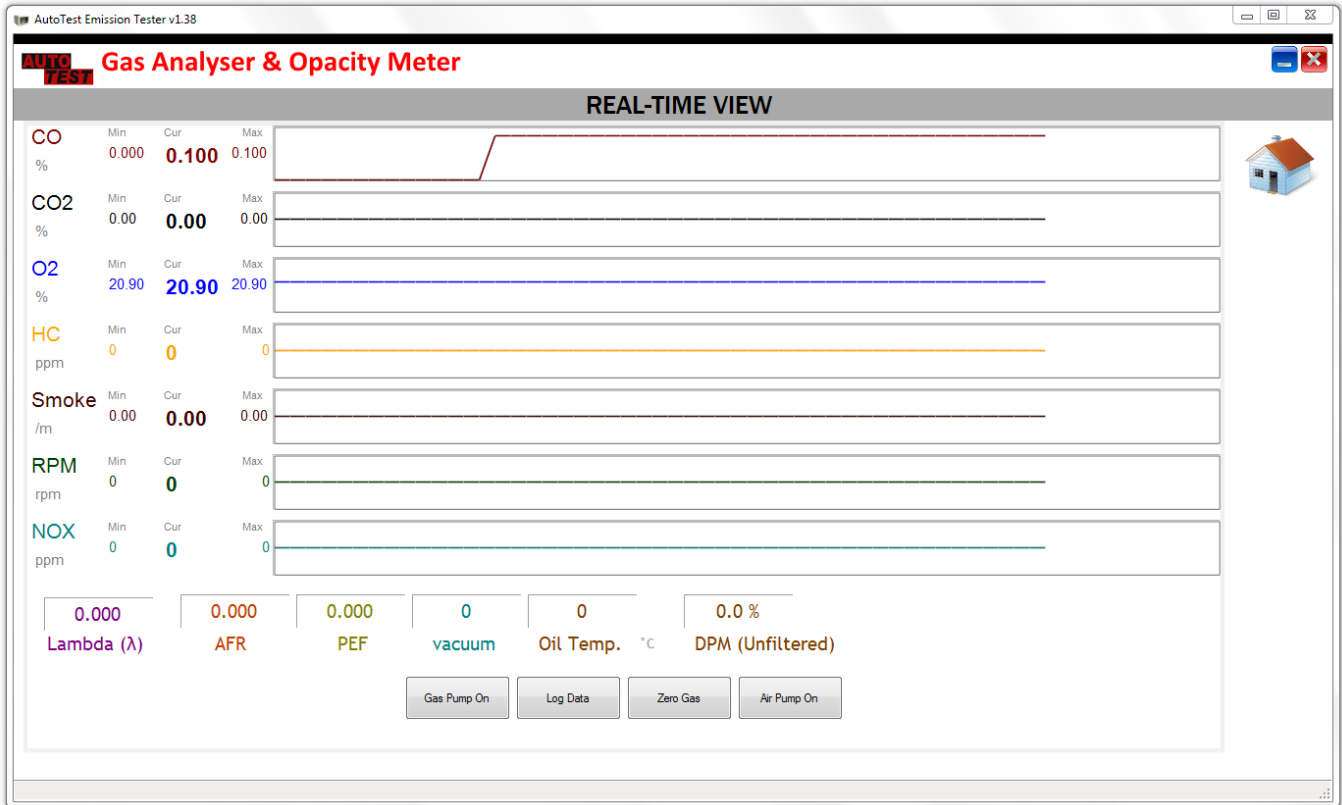 AutoTest Emission Tester v1.38
AUTO TEST
Gas Analyser & Opacity Meter
REAL-TIME VIEW
CO Min Cur Max
% 0.000 0.100 0.100
CO2 Min Cur Max
% 0.00 0.00 0.00
O2 Min Cur Max
% 20.90 20.90 20.90
HC Min Cur Max
ppm 0 0 0
Smoke Min Cur Max
/m 0.00 0.00 0.00
RPM Min Cur Max
rpm 0 0 0
NOX Min Cur Max
ppm 0 0 0
0.000 0.000 0.000 0 0 0.0 %
Lambda (λ) AFR PEF vacuum Oil Temp. °C DPM (Unfiltered)
Gas Pump On Log Data Zero Gas Air Pump On